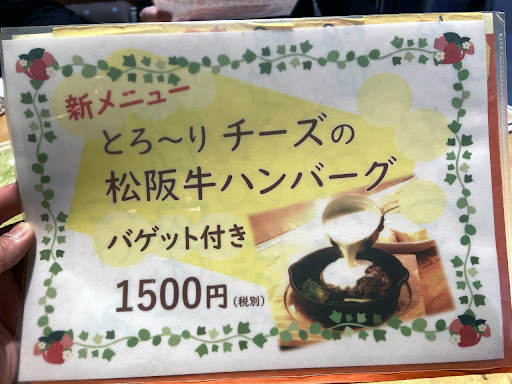 新メニュー
とろ～り チーズの
松阪牛ハンバーグ
バゲット付き
1500円(税別)